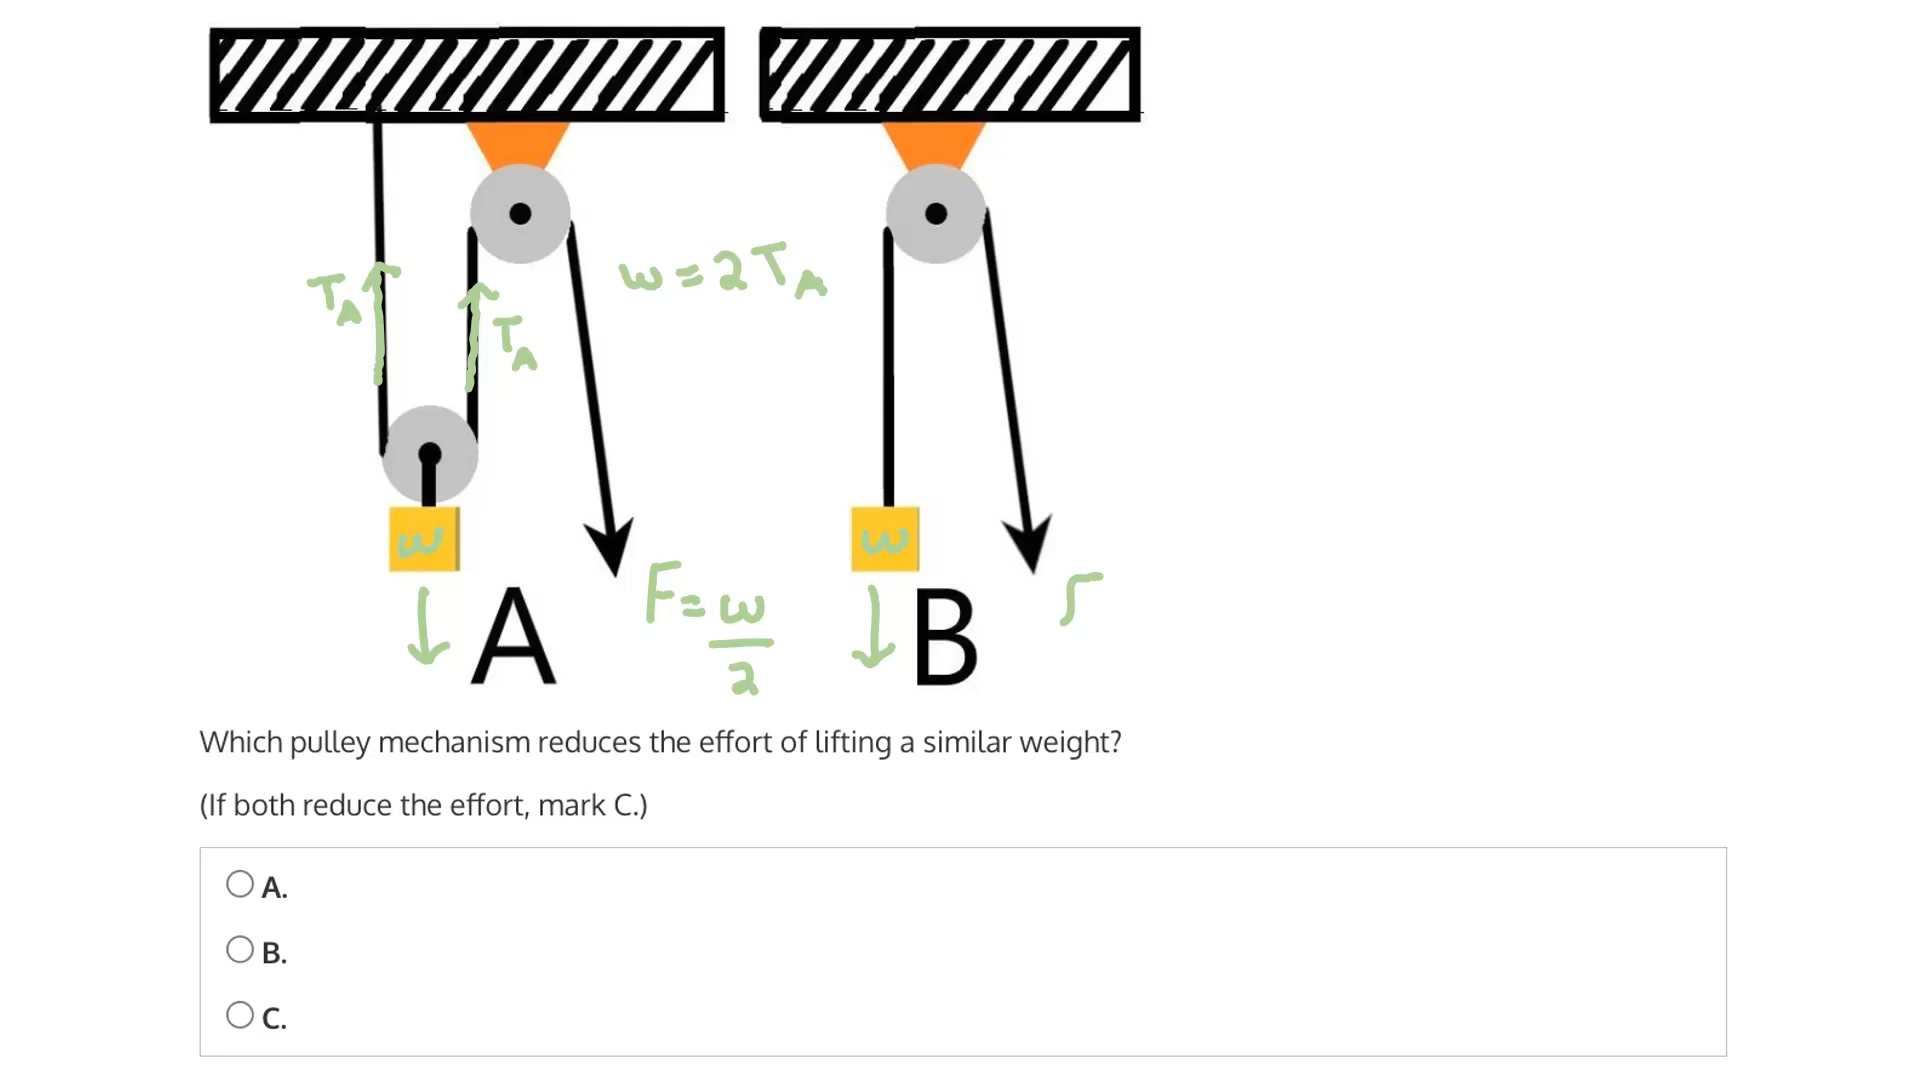 T_A
T_A
w = 2T_A
w
w
A
F = w/2
B
Which pulley mechanism reduces the effort of lifting a similar weight?
(If both reduce the effort, mark C.)
A.
B.
C.